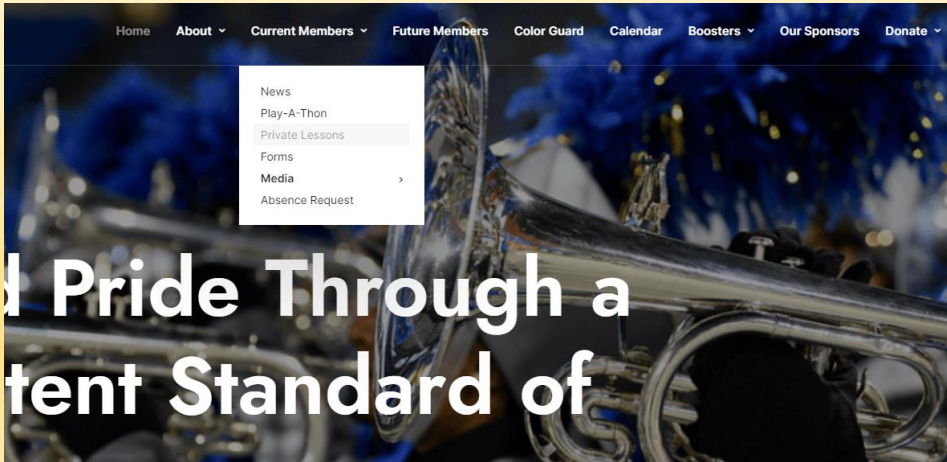 Home About Current Members Future Members Color Guard Calendar Boosters Our Sponsors Donate
News
Play-A-Thon
Private Lessons
Forms
Media
Absence Request
Pride Through a
Standard of